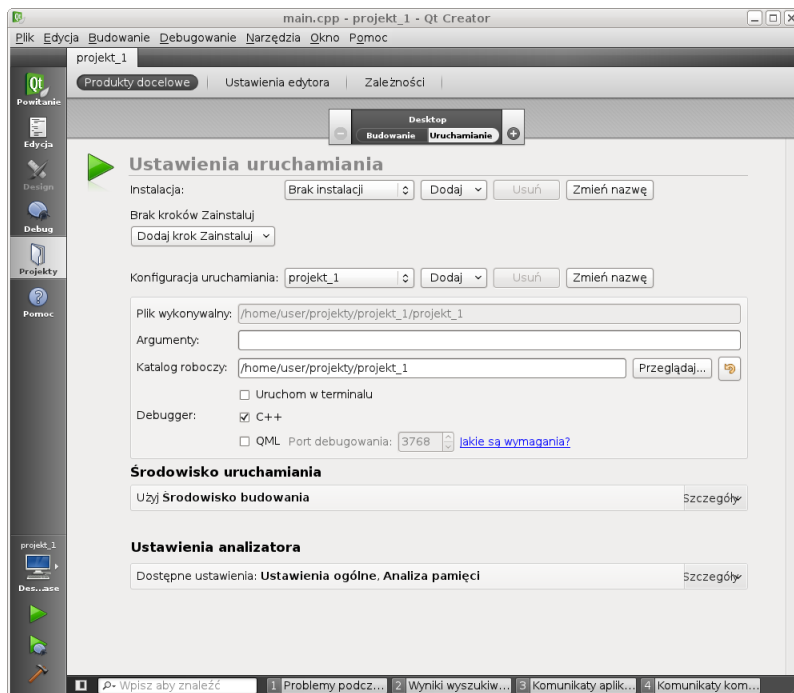 main.cpp - projekt_1 - Qt Creator
Plik Edycja Budowanie Debugowanie Narzędzia Okno Pomoc
projekt_1
Produkty docelowe Ustawienia edytora Zależności
Powitanie
Edycja
Design
Debug
Projekty
Pomoc
Desktop
Budowanie Uruchamianie
Ustawienia uruchamiania
Instalacja: Brak instalacji Dodaj Usuń Zmień nazwę
Brak kroków Zainstaluj
Dodaj krok Zainstaluj
Konfiguracja uruchamiania: projekt_1 Dodaj Usuń Zmień nazwę
Plik wykonywalny: /home/user/projekty/projekt_1/projekt_1
Argumenty:
Katalog roboczy: /home/user/projekty/projekt_1 Przeglądaj...
Uruchom w terminalu
Debugger: C++
QML Port debugowania: 3768 Jakie są wymagania?
Środowisko uruchamiania
Użyj Środowisko budowania Szczegóły
Ustawienia analizatora
Dostępne ustawienia: Ustawienia ogólne, Analiza pamięci Szczegóły
projekt_1
Des...ase
Wpisz aby znaleźć 1 Problemy podcz... 2 Wyniki wyszukiw... 3 Komunikaty aplik... 4 Komunikaty kom...